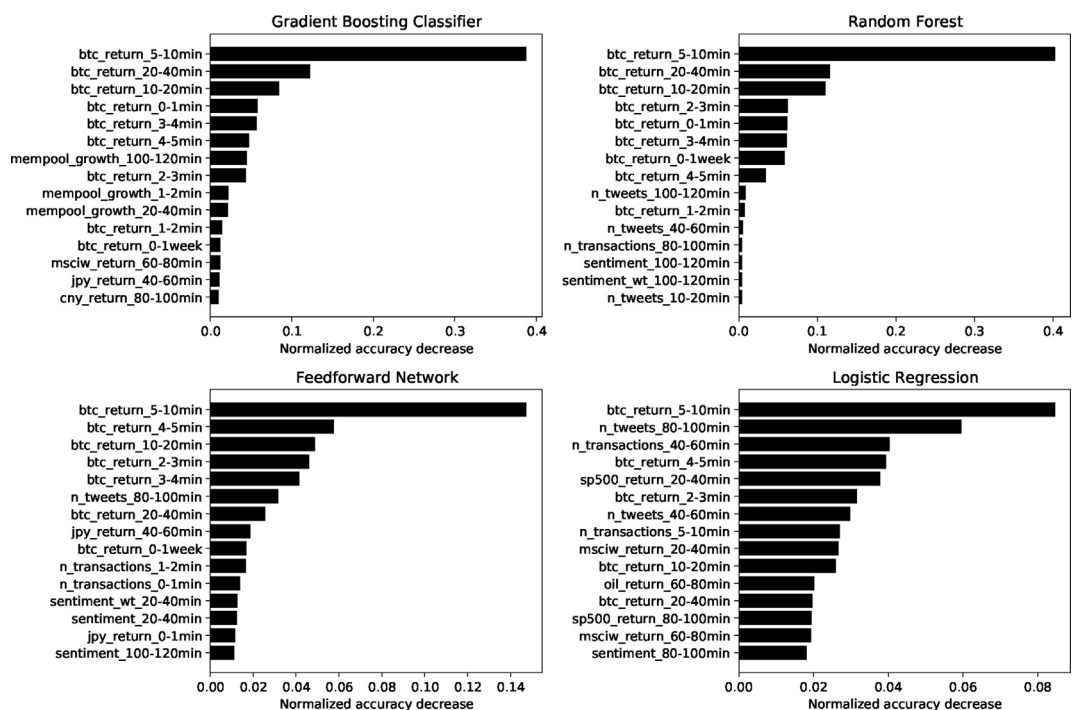 Gradient Boosting Classifier
btc_return_5-10min
btc_return_20-40min
btc_return_10-20min
btc_return_0-1min
btc_return_3-4min
btc_return_4-5min
mempool_growth_100-120min
btc_return_2-3min
mempool_growth_1-2min
mempool_growth_20-40min
btc_return_1-2min
btc_return_0-1week
msciw_return_60-80min
jpy_return_40-60min
cny_return_80-100min
0.0 0.1 0.2 0.3 0.4
Normalized accuracy decrease
Random Forest
btc_return_5-10min
btc_return_20-40min
btc_return_10-20min
btc_return_2-3min
btc_return_0-1min
btc_return_3-4min
btc_return_0-1week
btc_return_4-5min
n_tweets_100-120min
btc_return_1-2min
n_tweets_40-60min
n_transactions_80-100min
sentiment_100-120min
sentiment_wt_100-120min
n_tweets_10-20min
0.0 0.1 0.2 0.3 0.4
Normalized accuracy decrease
Feedforward Network
btc_return_5-10min
btc_return_4-5min
btc_return_10-20min
btc_return_2-3min
btc_return_3-4min
n_tweets_80-100min
btc_return_20-40min
jpy_return_40-60min
btc_return_0-1week
n_transactions_1-2min
n_transactions_0-1min
sentiment_wt_20-40min
sentiment_20-40min
jpy_return_0-1min
sentiment_100-120min
0.00 0.02 0.04 0.06 0.08 0.10 0.12 0.14
Normalized accuracy decrease
Logistic Regression
btc_return_5-10min
n_tweets_80-100min
n_transactions_40-60min
btc_return_4-5min
sp500_return_20-40min
btc_return_2-3min
n_tweets_40-60min
n_transactions_5-10min
msciw_return_20-40min
btc_return_10-20min
oil_return_60-80min
btc_return_20-40min
sp500_return_80-100min
msciw_return_60-80min
sentiment_80-100min
0.00 0.02 0.04 0.06 0.08
Normalized accuracy decrease